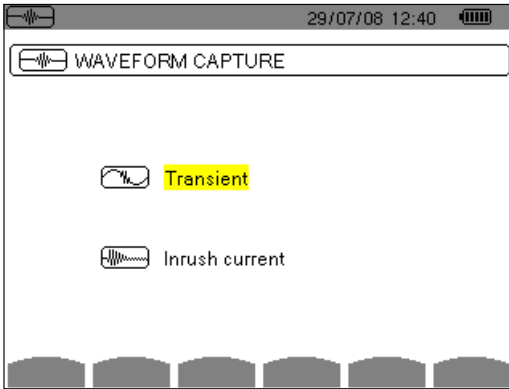 29/07/08 12:40
WAVEFORM CAPTURE
Transient
Inrush current